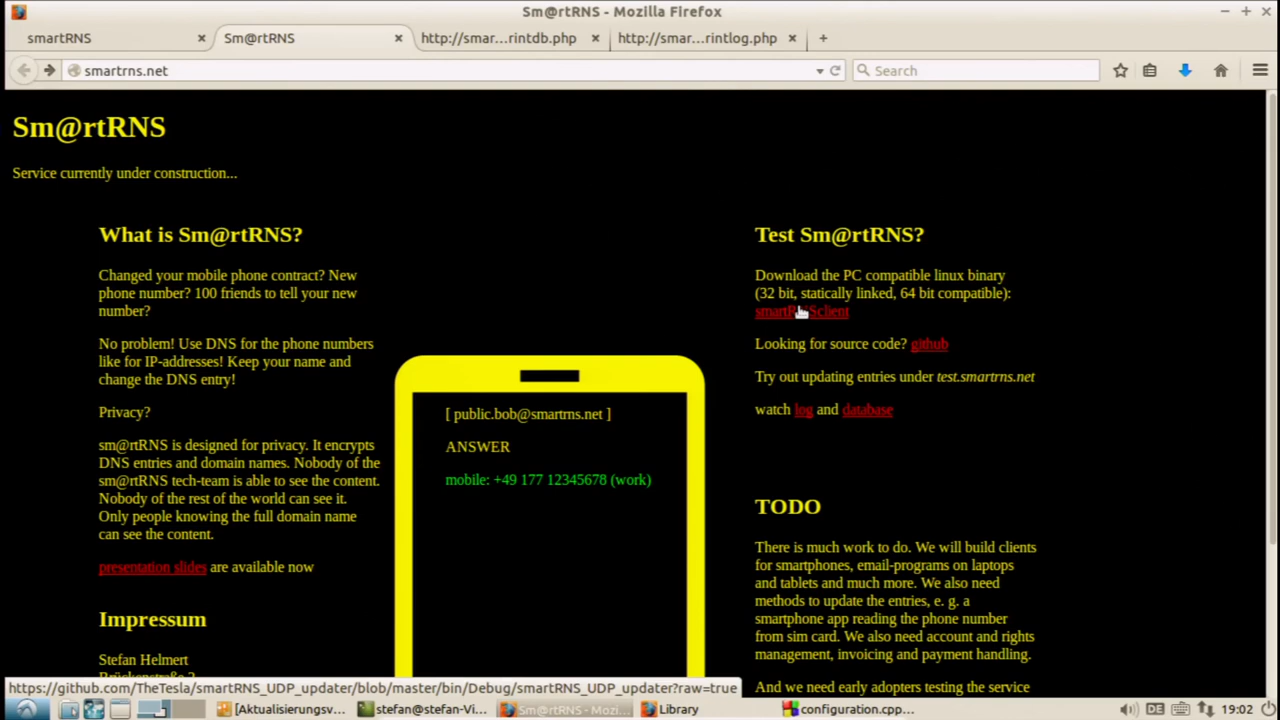 Sm@rtRNS - Mozilla Firefox
smartRNS
Sm@rtRNS
http://smar...rintdb.php
http://smar...rintlog.php
smartrns.net
Search
Sm@rtRNS
Service currently under construction...
What is Sm@rtRNS?
Changed your mobile phone contract? New
phone number? 100 friends to tell your new
number?
No problem! Use DNS for the phone numbers
like for IP-addresses! Keep your name and
change the DNS entry!
Privacy?
sm@rtRNS is designed for privacy. It encrypts
DNS entries and domain names. Nobody of the
sm@rtRNS tech-team is able to see the content.
Nobody of the rest of the world can see it.
Only people knowing the full domain name
can see the content.
presentation slides are available now
Impressum
Stefan Helmert
Brückenstraße 2
[ public.bob@smartrns.net ]
ANSWER
mobile: +49 177 12345678 (work)
Test Sm@rtRNS?
Download the PC compatible linux binary
(32 bit, statically linked, 64 bit compatible):
smartRNSclient
Looking for source code? github
Try out updating entries under test.smartrns.net
watch log and database
TODO
There is much work to do. We will build clients
for smartphones, email-programs on laptops
and tablets and much more. We also need
methods to update the entries, e. g. a
smartphone app reading the phone number
from sim card. We also need account and rights
management, invoicing and payment handling.
And we need early adopters testing the service
https://github.com/TheTesla/smartRNS_UDP_updater/blob/master/bin/Debug/smartRNS_UDP_updater?raw=true
[Aktualisierungsv...
stefan@stefan-Vi...
Sm@rtRNS - Mozi...
Library
configuration.cpp...
DE
19:02